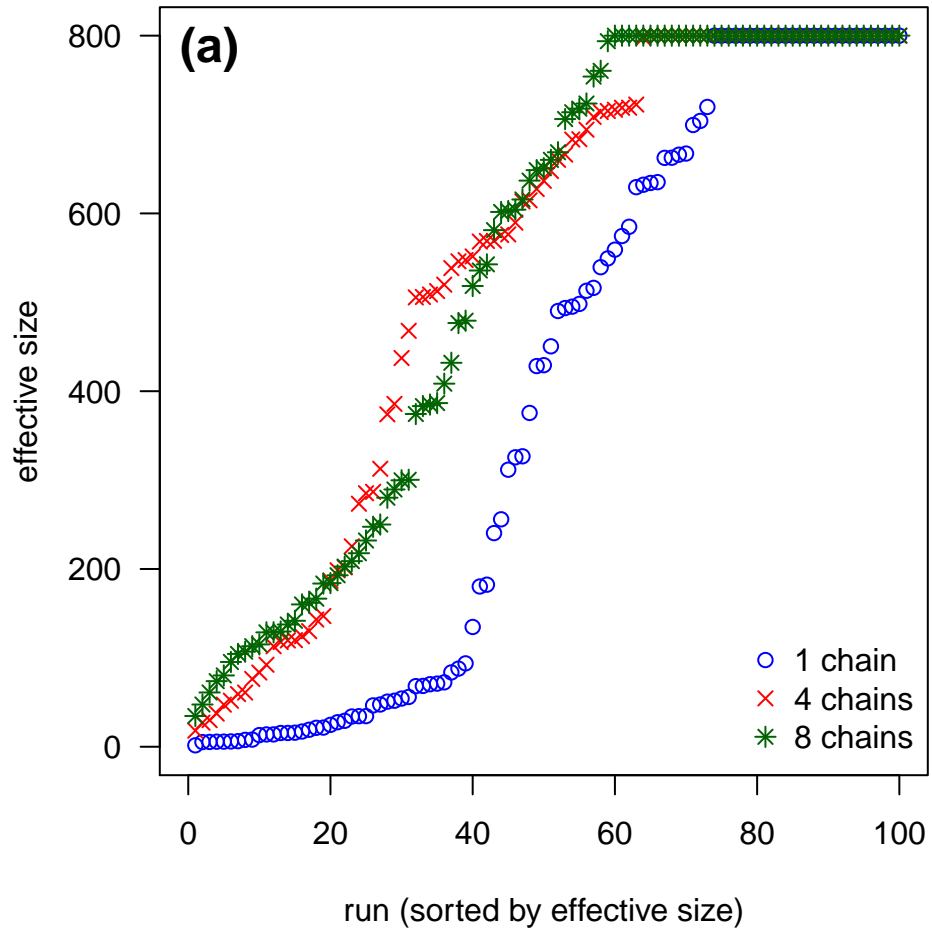 (a)
800
600
400
200
0
effective size
1 chain
4 chains
8 chains
0 20 40 60 80 100
run (sorted by effective size)